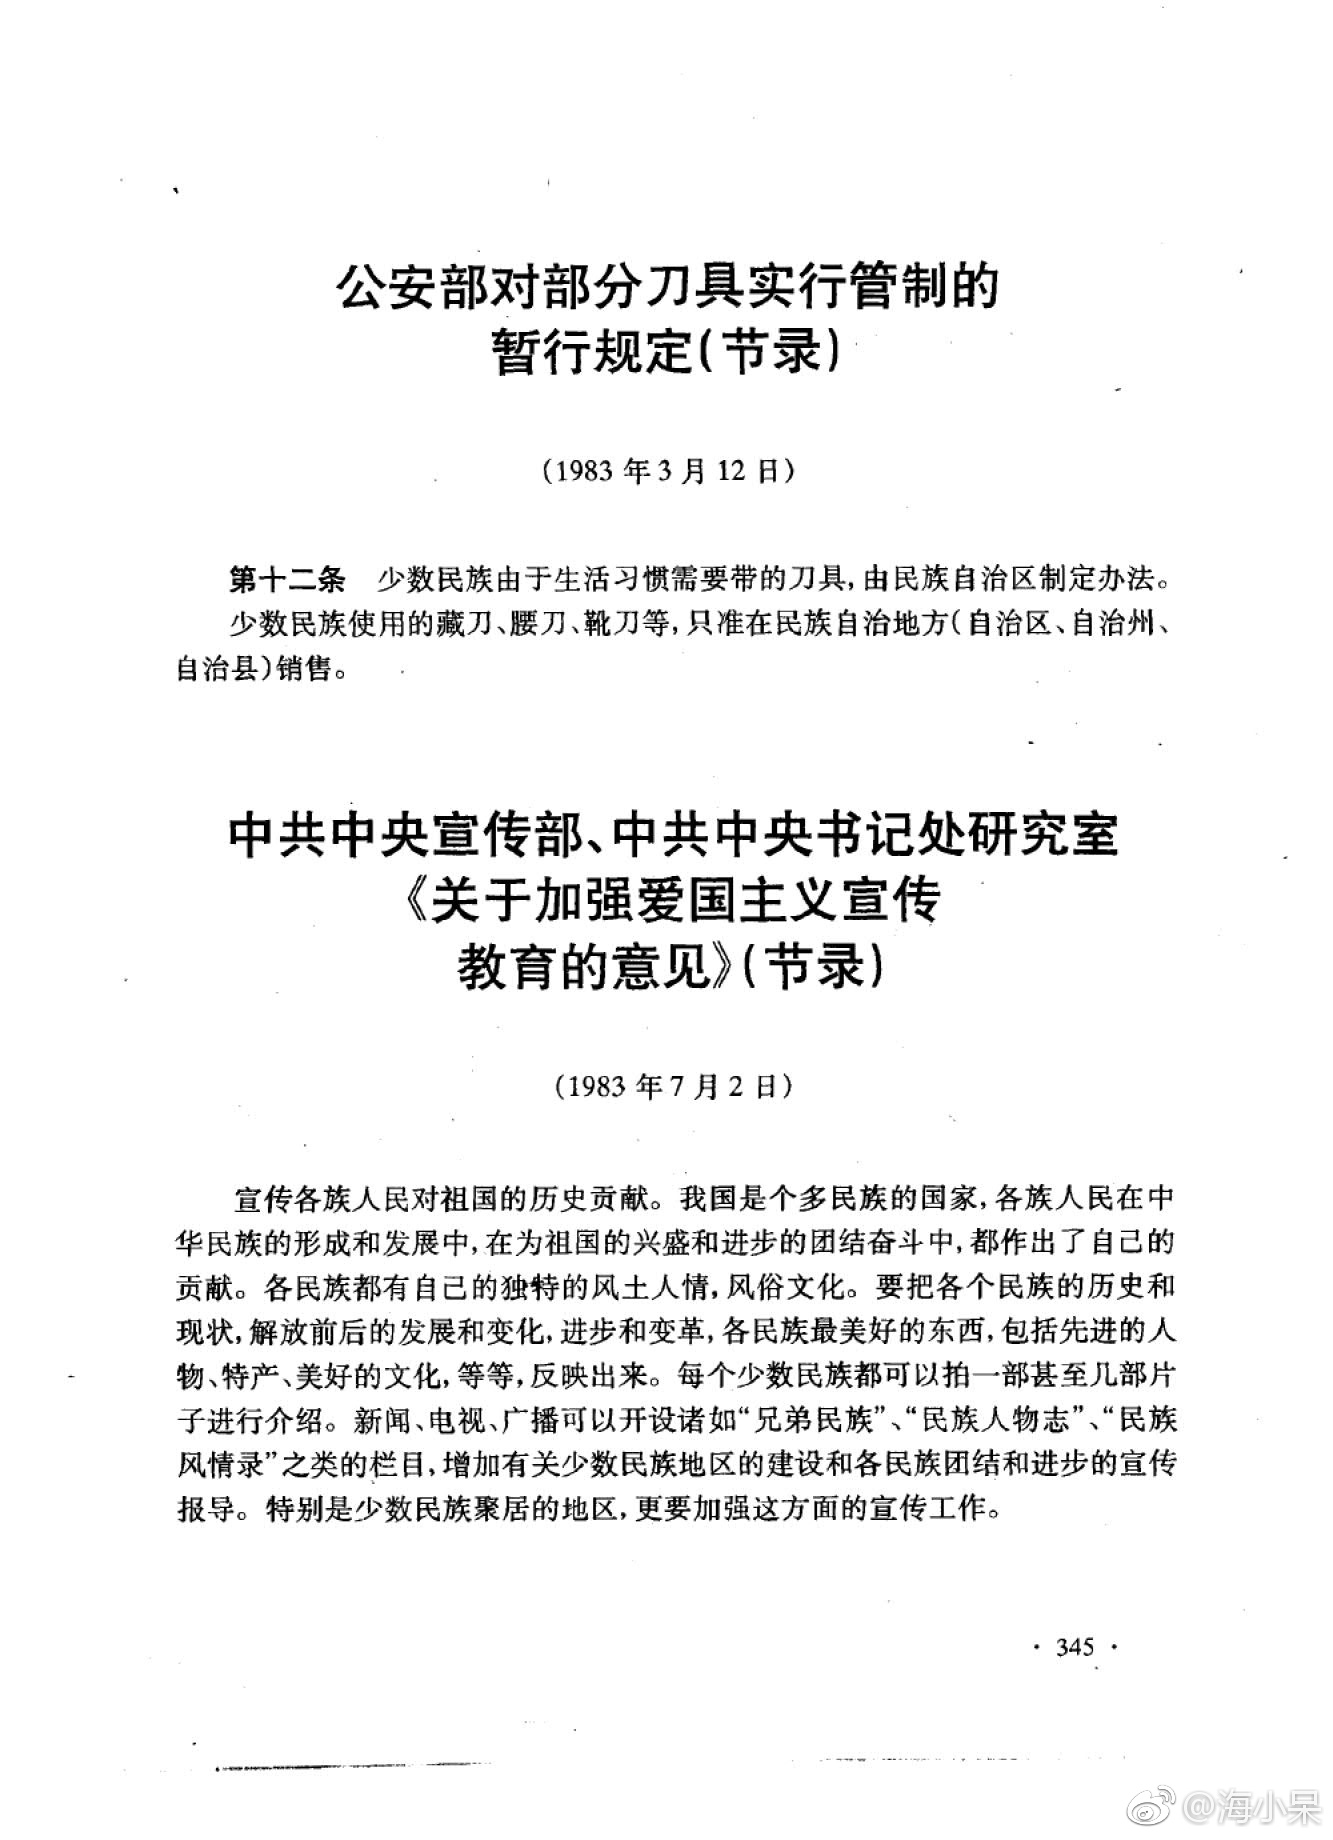 公安部对部分刀具实行管制的
暂行规定(节录)
(1983 年 3 月 12 日)
第十二条 少数民族由于生活习惯需要带的刀具,由民族自治区制定办法。
少数民族使用的藏刀、腰刀、靴刀等,只准在民族自治地方(自治区、自治州、
自治县)销售。
中共中央宣传部、中共中央书记处研究室
《关于加强爱国主义宣传
教育的意见》(节录)
(1983 年 7 月 2 日)
宣传各族人民对祖国的历史贡献。我国是个多民族的国家,各族人民在中
华民族的形成和发展中,在为祖国的兴盛和进步的团结奋斗中,都作出了自己的
贡献。各民族都有自己的独特的风土人情,风俗文化。要把各个民族的历史和
现状,解放前后的发展和变化,进步和变革,各民族最美好的东西,包括先进的人
物、特产、美好的文化,等等,反映出来。每个少数民族都可以拍一部甚至几部片
子进行介绍。新闻、电视、广播可以开设诸如“兄弟民族”、“民族人物志”、“民族
风情录”之类的栏目,增加有关少数民族地区的建设和各民族团结和进步的宣传
报导。特别是少数民族聚居的地区,更要加强这方面的宣传工作。
· 345 ·
@海小呆